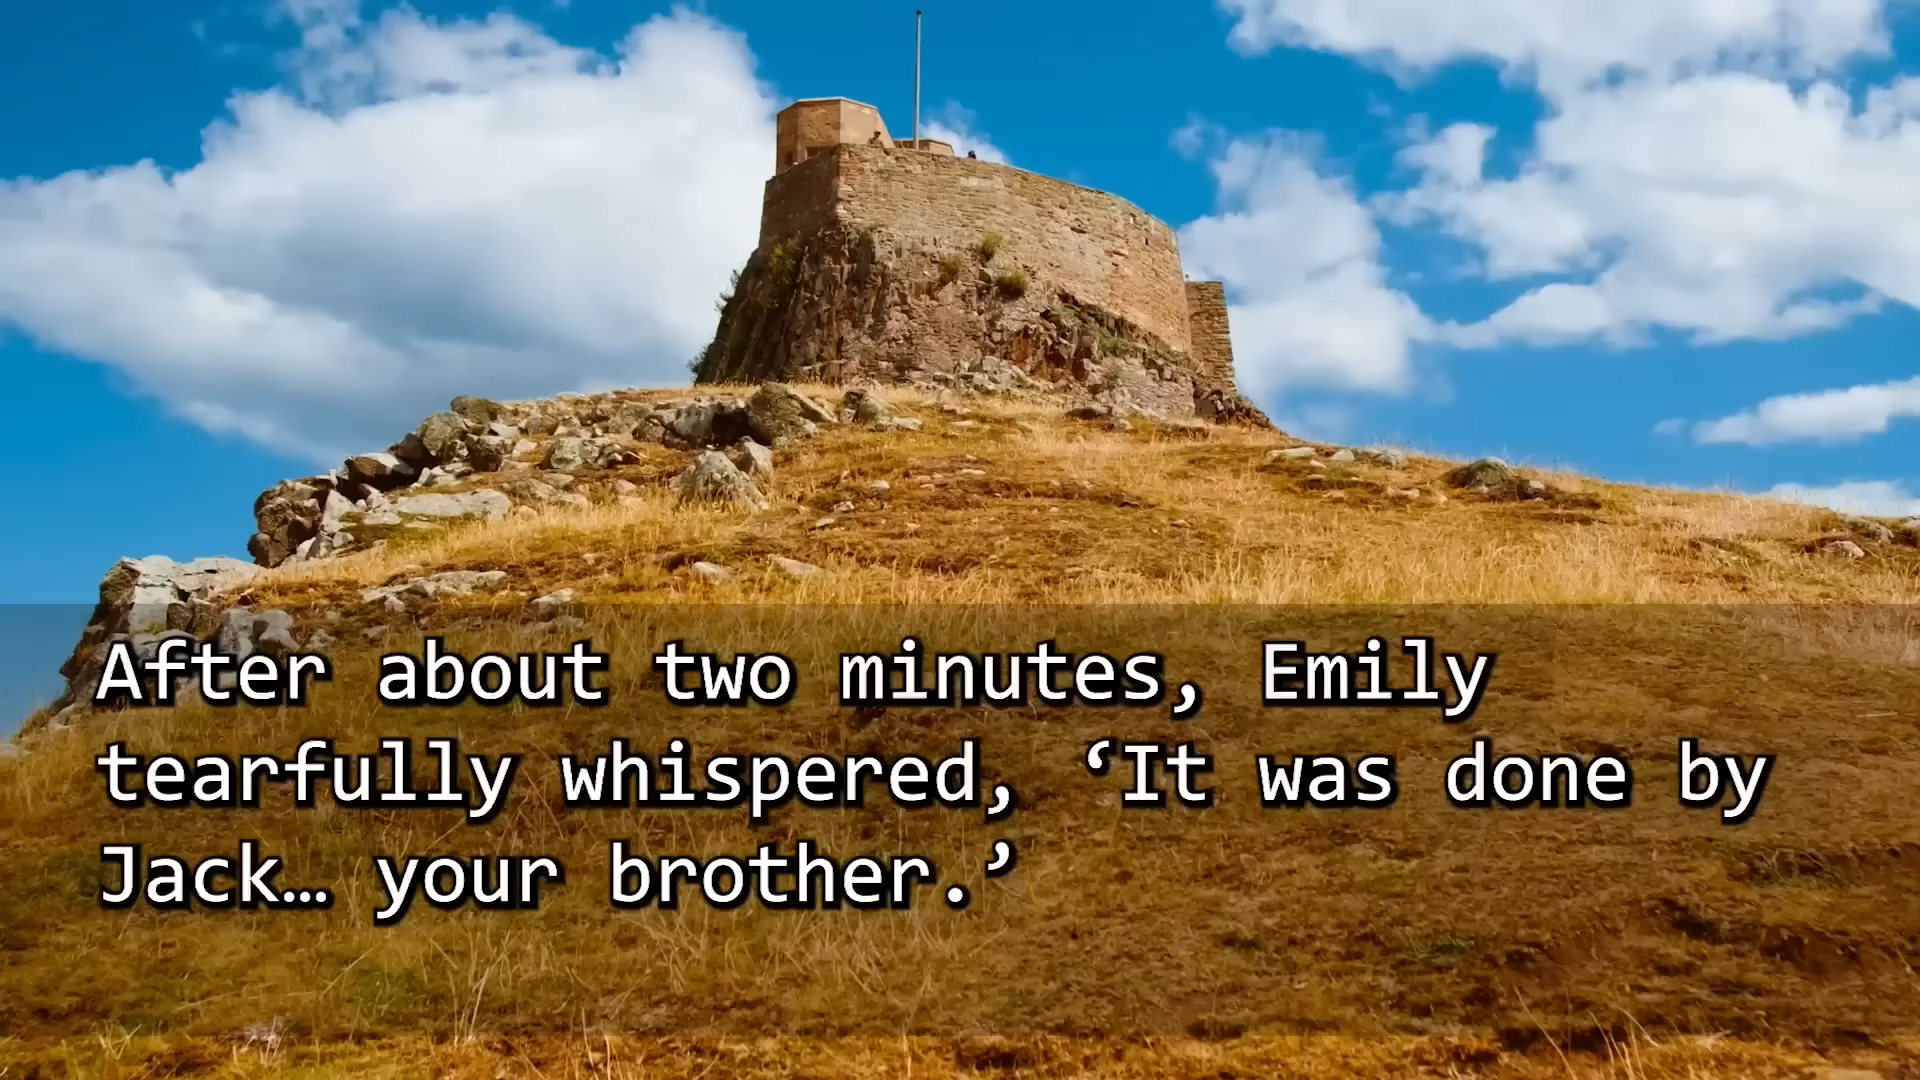 After about two minutes, Emily
tearfully whispered, ‘It was done by
Jack… your brother.’